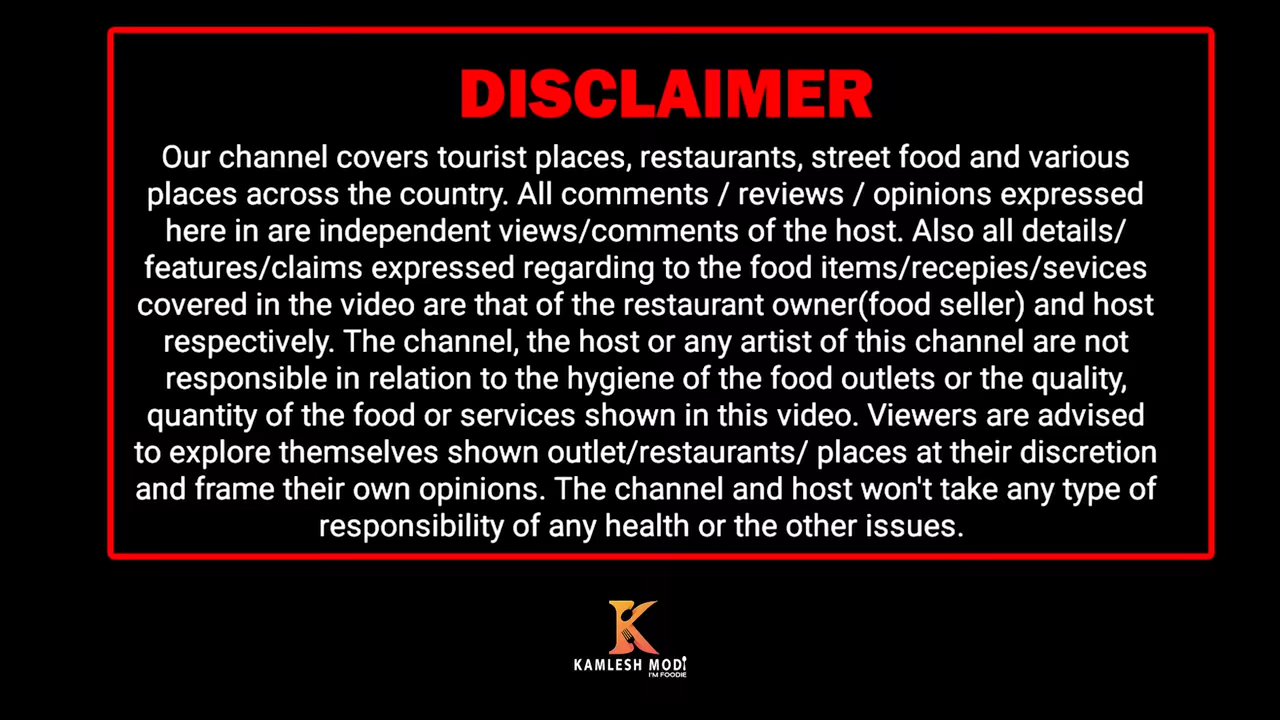 DISCLAIMER
Our channel covers tourist places, restaurants, street food and various
places across the country. All comments / reviews / opinions expressed
here in are independent views/comments of the host. Also all details/
features/claims expressed regarding to the food items/recepies/sevices
covered in the video are that of the restaurant owner(food seller) and host
respectively. The channel, the host or any artist of this channel are not
responsible in relation to the hygiene of the food outlets or the quality,
quantity of the food or services shown in this video. Viewers are advised
to explore themselves shown outlet/restaurants/ places at their discretion
and frame their own opinions. The channel and host won't take any type of
responsibility of any health or the other issues.
K
KAMLESH MODI
I'M FOODIE